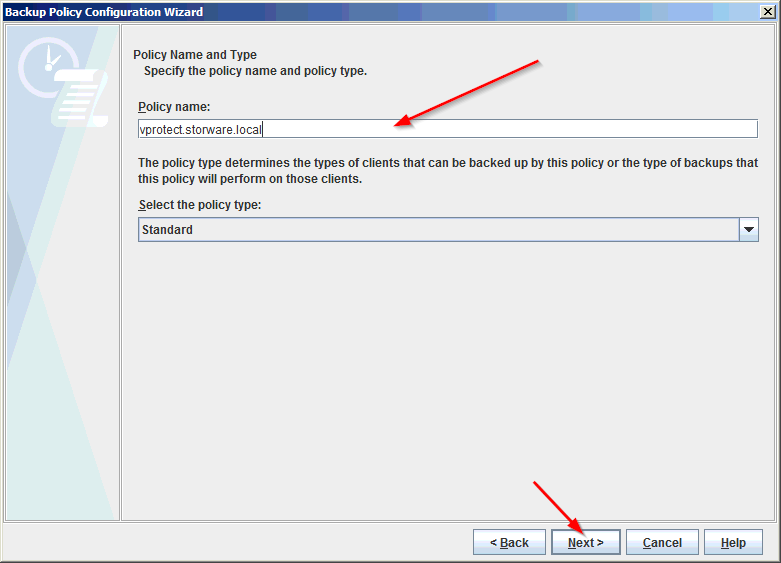 Backup Policy Configuration Wizard
Policy Name and Type
Specify the policy name and policy type.
Policy name:
vprotect.storware.local
The policy type determines the types of clients that can be backed up by this policy or the type of backups that
this policy will perform on those clients.
Select the policy type:
Standard
< Back
Next >
Cancel
Help